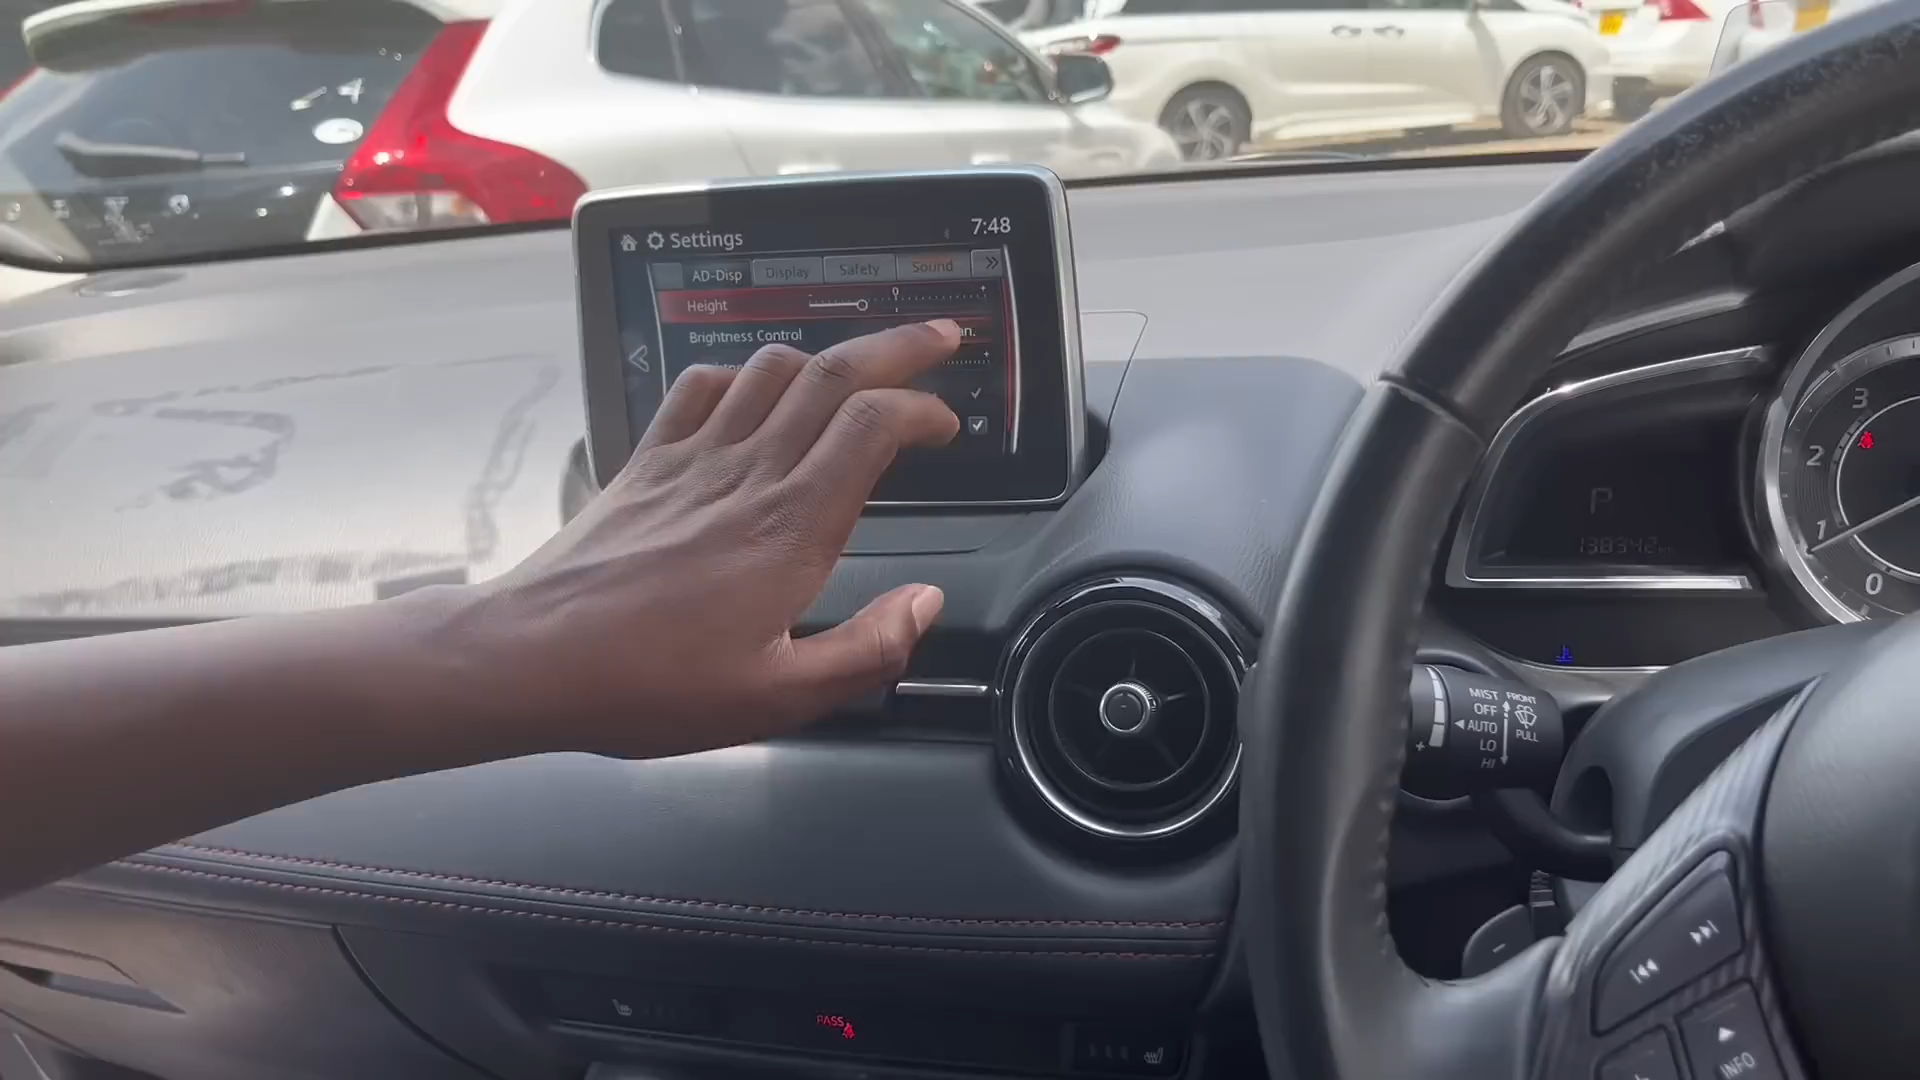 Settings
7:48
AD-Disp
Display
Safety
Sound
Height
- 0 +
Brightness Control
+
3
2
1
0
P
138342
MIST
OFF
AUTO
LO
HI
FRONT
PULL
+
-
PASS
INFO